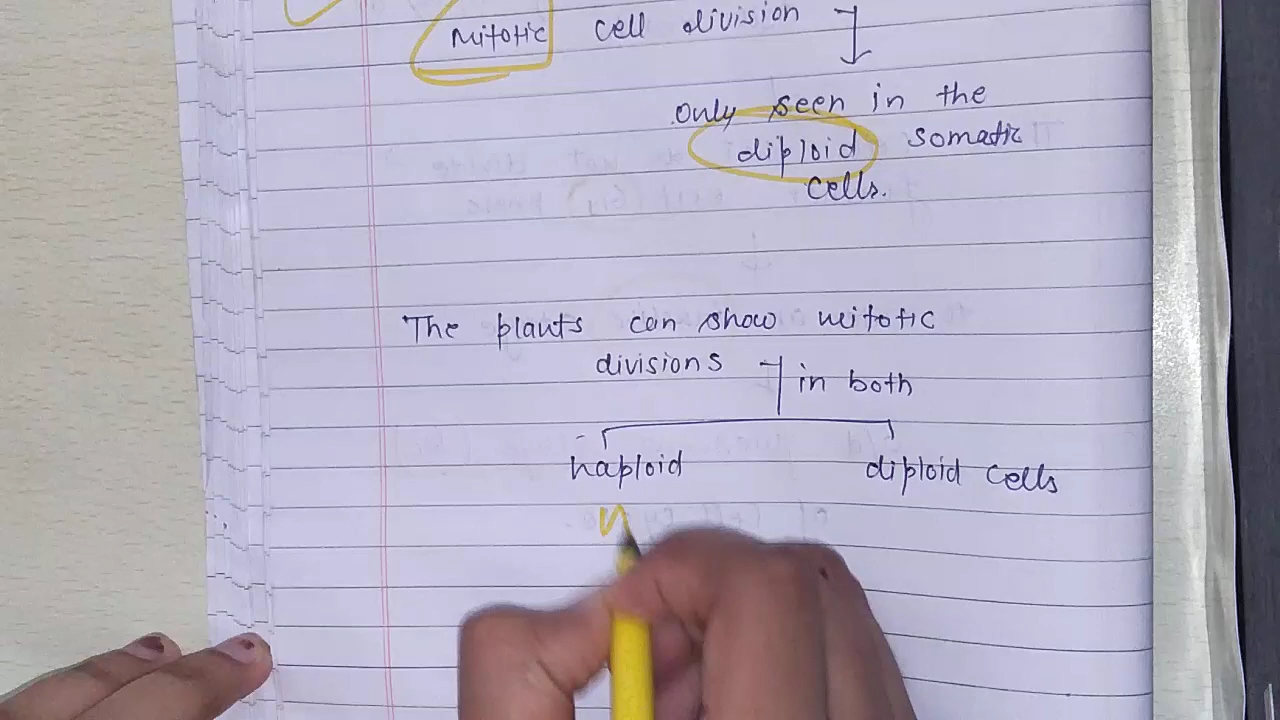 Mitotic cell division
Only seen in the
diploid somatic
cells.
The plants can show mitotic
divisions
in both
haploid diploid cells
n